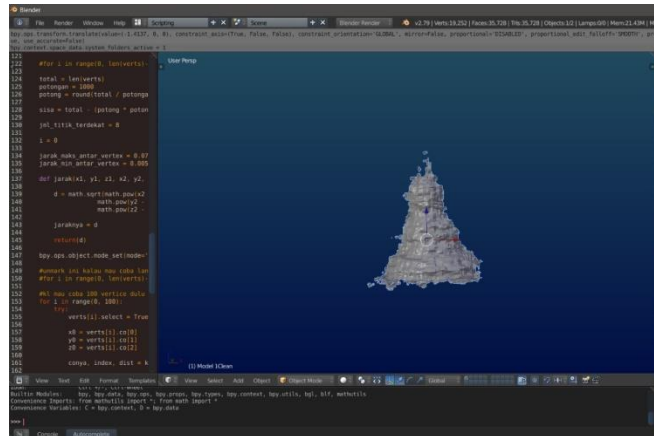 Blender
File Render Window Help Scripting Scene Blender Render v2.79 | Verts:19,252 | Faces:35,728 | Tris:35,728 | Objects:1/2 | Lamps:0/0 | Mem:21.43M |
bpy.context.space_data.system_folders_active =
User Persp
121
122 #for i in range(0, len(verts)-
123
124 total = len(verts)
125 potongan = 1000
126 potong = round(total / potonga
127
128 sisa = total - (potong * poton
129
130 jml_titik_terdekat = 8
131
132 i = 0
133
134 jarak_maks_antar_vertex = 0.07
135 jarak_min_antar_vertex = 0.005
136
137 def jarak(x1, y1, z1, x2, y2,
138
139 d = math.sqrt(math.pow(x2
140 math.pow(y2 -
141 math.pow(z2 -
142
143 jaraknya = d
144
145 return(d)
146
147 bpy.ops.object.mode_set(mode=
148
149 #unmark ini kalau mau coba lan
150 #for i in range(0, len(verts)-
151
152 #kl mau coba 100 vertice dulu
153 for i in range(0, 100):
154 try:
155 verts[i].select = True
156
157 x0 = verts[i].co[0]
158 y0 = verts[i].co[1]
159 z0 = verts[i].co[2]
160
161 conya, index, dist = k
162
(1) Model 1Clean
View Text Edit Format Templates View Select Add Object Object Mode Global
Builtin Modules: bpy, bpy.data, bpy.ops, bpy.props, bpy.types, bpy.context, bpy.utils, bgl, blf, mathutils
Convenience Imports: from mathutils import *; from math import *
Convenience Variables: C = bpy.context, D = bpy.data
>>>
Console Autocomplete